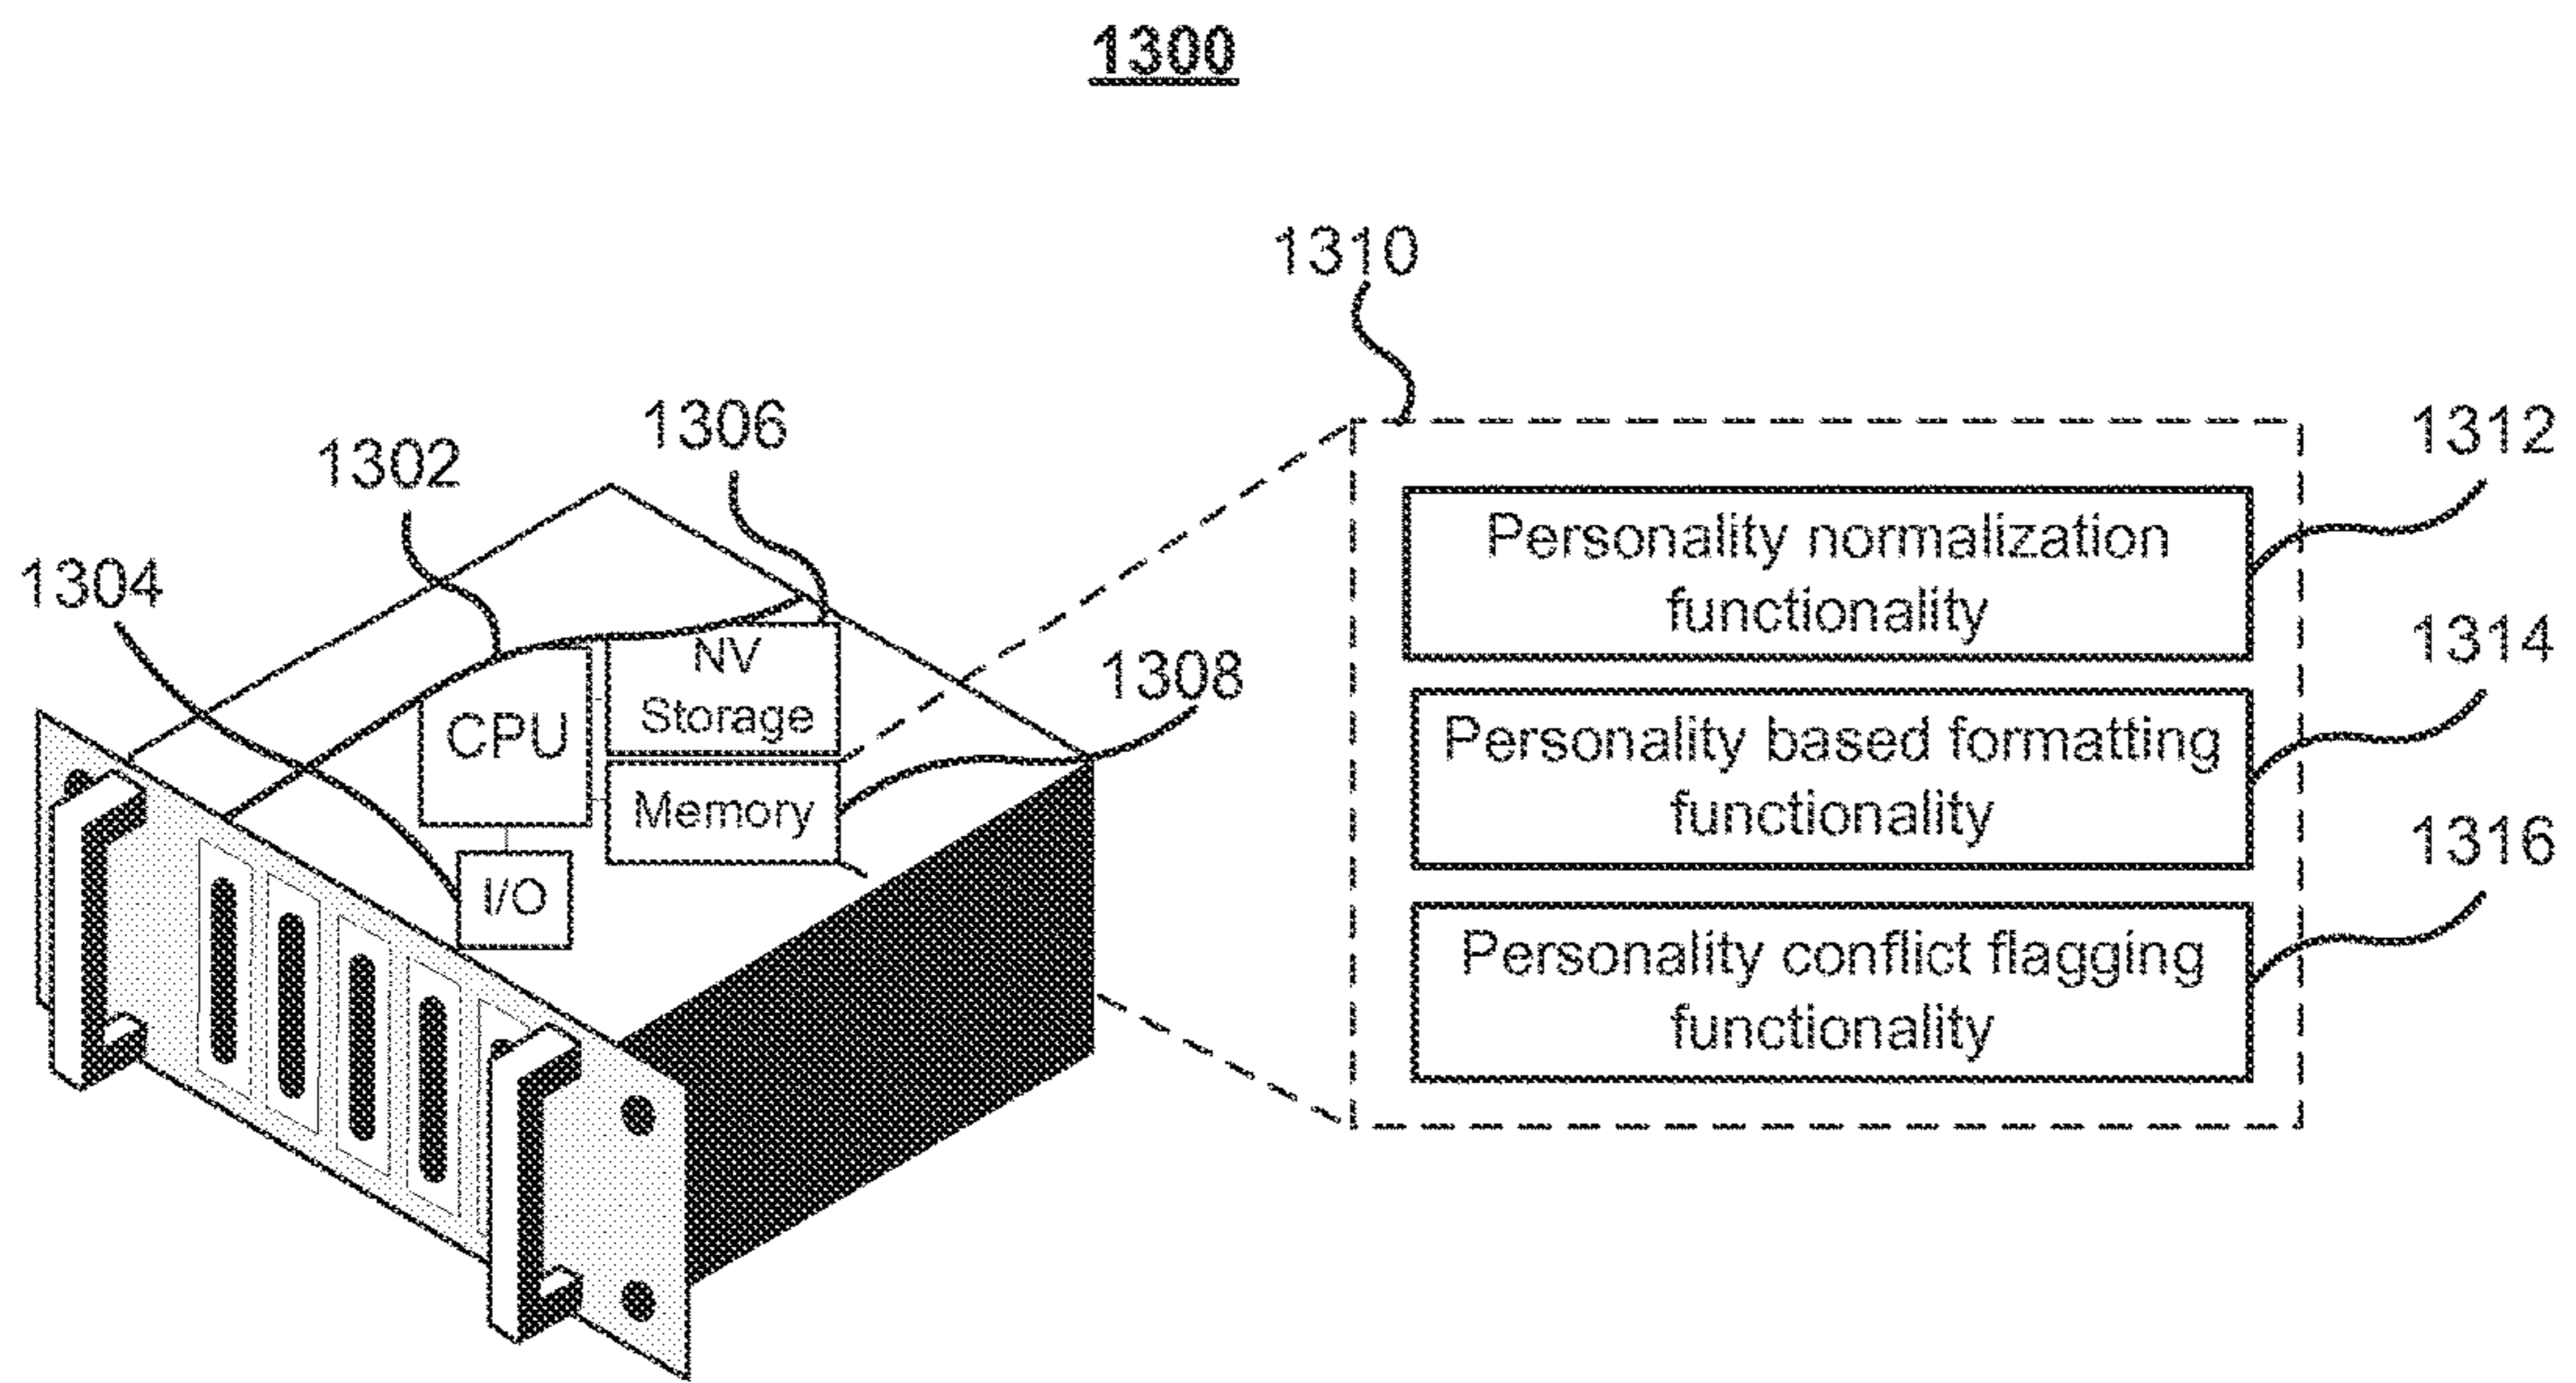 1300
1310
1306
1302
1304
1308
NV
Storage
CPU
Memory
I/O
1312
Personality normalization
functionality
1314
Personality based formatting
functionality
1316
Personality conflict flagging
functionality